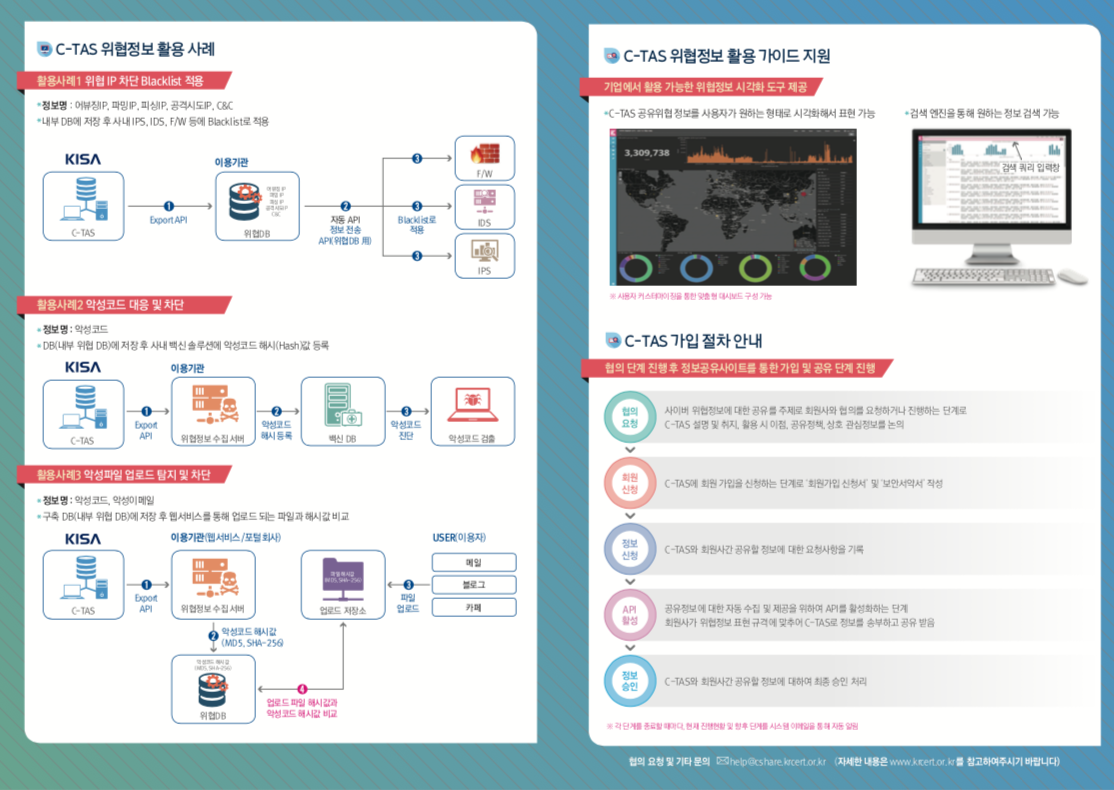 C-TAS 위협정보 활용 사례
활용사례1 위협 IP 차단 Blacklist 적용
정보명 : 어뷰징IP, 파밍IP, 피싱IP, 공격시도IP, C&C
내부 DB에 저장 후 사내 IPS, IDS, F/W 등에 Blacklist로 적용
KISA
C-TAS
1
Export API
이용기관
어뷰징 IP
파밍 IP
피싱 IP
공격시도IP
C&C
위협DB
2
자동 API
정보 전송
API(위협DB 用)
3
3
Blacklist로
적용
3
F/W
IDS
IPS
활용사례2 악성코드 대응 및 차단
정보명 : 악성코드
DB(내부 위협 DB)에 저장 후 사내 백신 솔루션에 악성코드 해시(Hash)값 등록
KISA
C-TAS
1
Export
API
이용기관
위협정보 수집 서버
2
악성코드
해시 등록
백신 DB
3
악성코드
진단
악성코드 검출
활용사례3 악성파일 업로드 탐지 및 차단
정보명 : 악성코드, 악성이메일
구축 DB(내부 위협 DB)에 저장 후 웹서비스를 통해 업로드 되는 파일과 해시값 비교
KISA
C-TAS
1
Export
API
이용기관(웹서비스/포털회사)
위협정보 수집 서버
파일 해시값
(MD5, SHA-256)
업로드 저장소
3
파일
업로드
USER(이용자)
메일
블로그
카페
2
악성코드 해시값
(MD5, SHA-256)
악성코드 해시값
(MD5, SHA-256)
위협DB
4
업로드 파일 해시값과
악성코드 해시값 비교
C-TAS 위협정보 활용 가이드 지원
기업에서 활용 가능한 위협정보 시각화 도구 제공
C-TAS 공유위협정보를 사용자가 원하는 형태로 시각화해서 표현 가능
3,309,738
※ 사용자 커스터마이징을 통한 맞춤형 대시보드 구성 가능
검색 엔진을 통해 원하는 정보 검색 가능
검색 쿼리 입력창
C-TAS 가입 절차 안내
협의 단계 진행 후 정보공유사이트를 통한 가입 및 공유 단계 진행
협의
요청
사이버 위협정보에 대한 공유를 주제로 회원사와 협의를 요청하거나 진행하는 단계로
C-TAS 설명 및 취지, 활용 시 이점, 공유정책, 상호 관심정보를 논의
회원
신청
C-TAS에 회원 가입을 신청하는 단계로 '회원가입 신청서' 및 '보안서약서' 작성
정보
신청
C-TAS와 회원사간 공유할 정보에 대한 요청사항을 기록
API
활성
공유정보에 대한 자동 수집 및 제공을 위하여 API를 활성화하는 단계
회원사가 위협정보 표현 규격에 맞추어 C-TAS로 정보를 송부하고 공유 받음
정보
승인
C-TAS와 회원사간 공유할 정보에 대하여 최종 승인 처리
※ 각 단계를 종료할 때마다, 현재 진행현황 및 향후 단계를 시스템 이메일을 통해 자동 알림
협의 요청 및 기타 문의 help@cshare.krcert.or.kr (자세한 내용은 www.krcert.or.kr를 참고하여주시기 바랍니다)